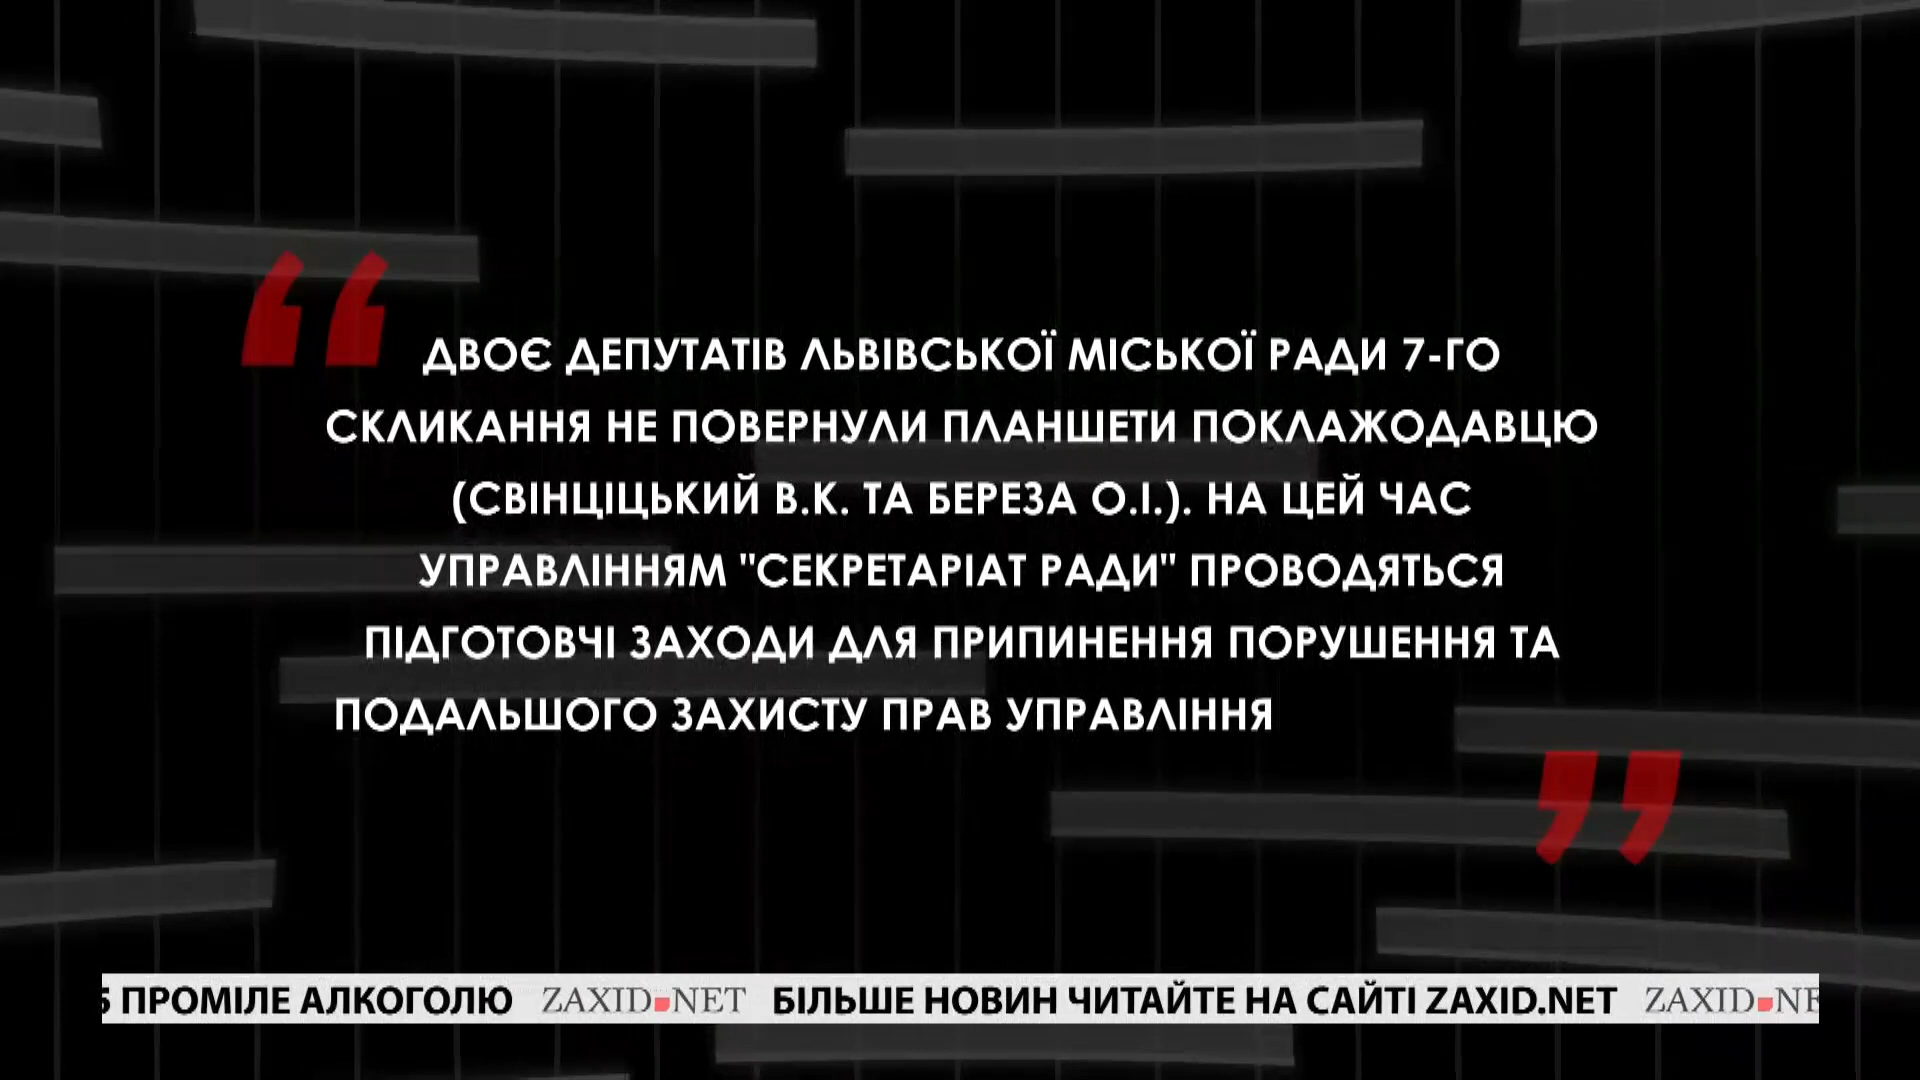 ДВОЄ ДЕПУТАТІВ ЛЬВІВСЬКОЇ МІСЬКОЇ РАДИ 7-ГО
СКЛИКАННЯ НЕ ПОВЕРНУЛИ ПЛАНШЕТИ ПОКЛАЖОДАВЦЮ
(СВІНЦІЦЬКИЙ В.К. ТА БЕРЕЗА О.І.). НА ЦЕЙ ЧАС
УПРАВЛІННЯМ "СЕКРЕТАРІАТ РАДИ" ПРОВОДЯТЬСЯ
ПІДГОТОВЧІ ЗАХОДИ ДЛЯ ПРИПИНЕННЯ ПОРУШЕННЯ ТА
ПОДАЛЬШОГО ЗАХИСТУ ПРАВ УПРАВЛІННЯ
ПРОМІЛЕ АЛКОГОЛЮ ZAXID.NET БІЛЬШЕ НОВИН ЧИТАЙТЕ НА САЙТІ ZAXID.NET